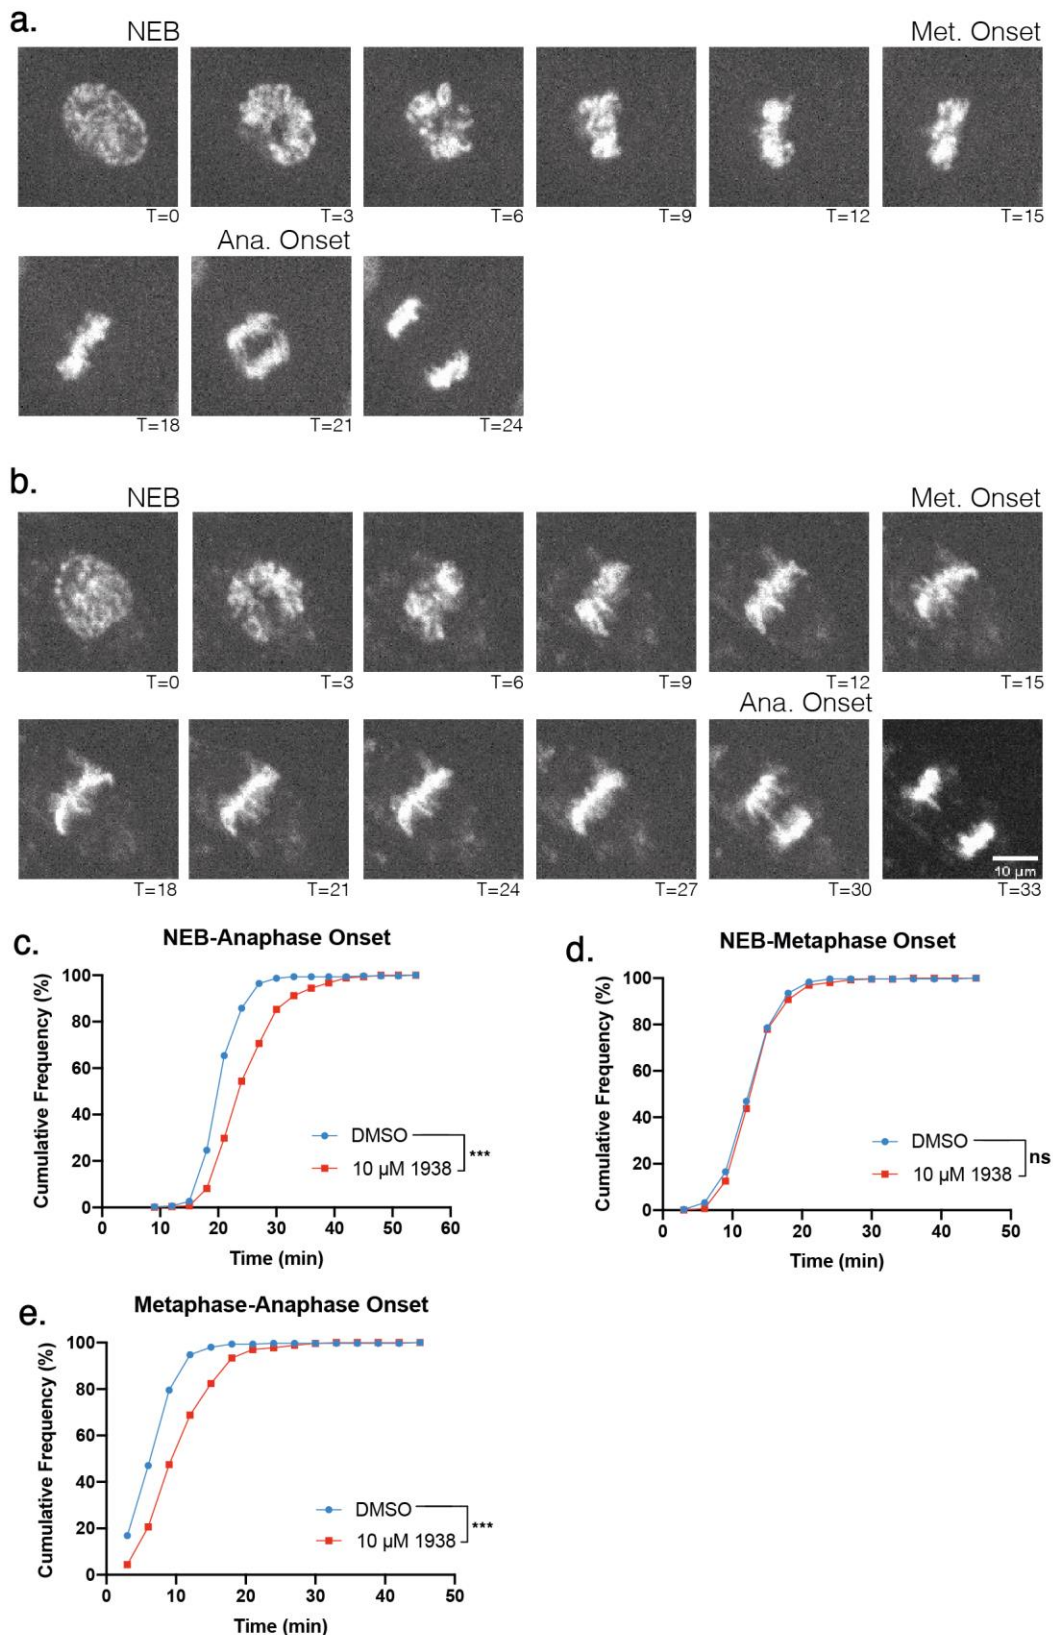 a.
NEB
Met. Onset
T=0
T=3
T=6
T=9
T=12
T=15
Ana. Onset
T=18
T=21
T=24
b.
NEB
Met. Onset
T=0
T=3
T=6
T=9
T=12
T=15
Ana. Onset
10 µm
T=18
T=21
T=24
T=27
T=30
T=33
c.
NEB-Anaphase Onset
Cumulative Frequency (%)
100
80
60
40
20
0
0 10 20 30 40 50 60
Time (min)
DMSO
10 µM 1938
***
d.
NEB-Metaphase Onset
Cumulative Frequency (%)
100
80
60
40
20
0
0 10 20 30 40 50
Time (min)
DMSO
10 µM 1938
ns
e.
Metaphase-Anaphase Onset
Cumulative Frequency (%)
100
80
60
40
20
0
0 10 20 30 40 50
Time (min)
DMSO
10 µM 1938
***